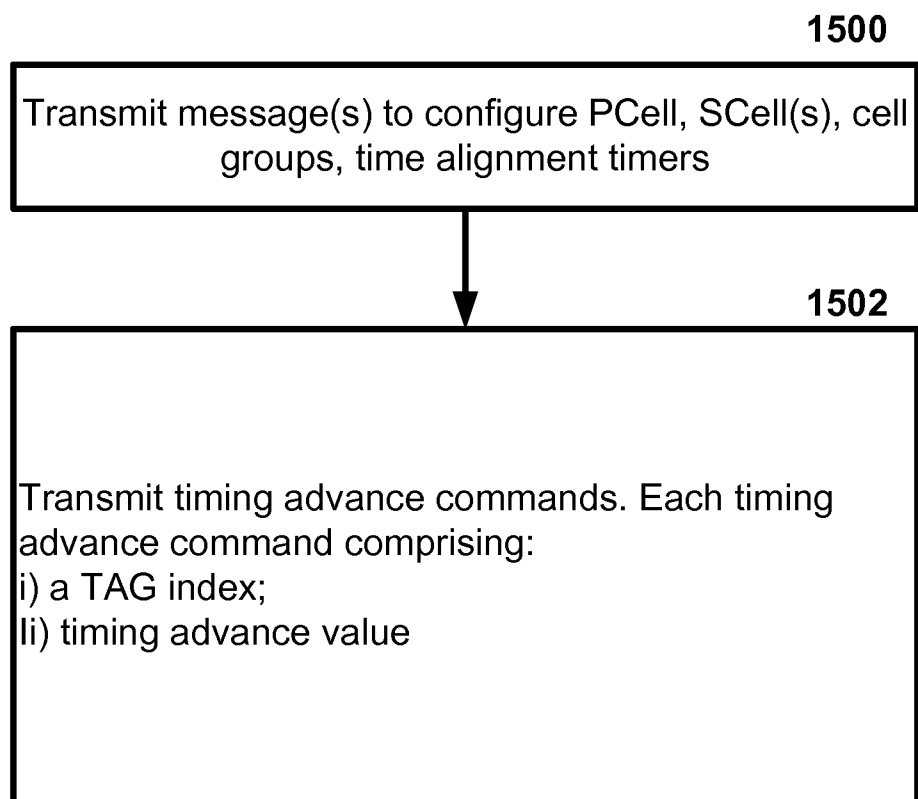 1500
Transmit message(s) to configure PCell, SCell(s), cell
groups, time alignment timers
1502
Transmit timing advance commands. Each timing
advance command comprising:
i) a TAG index;
Ii) timing advance value